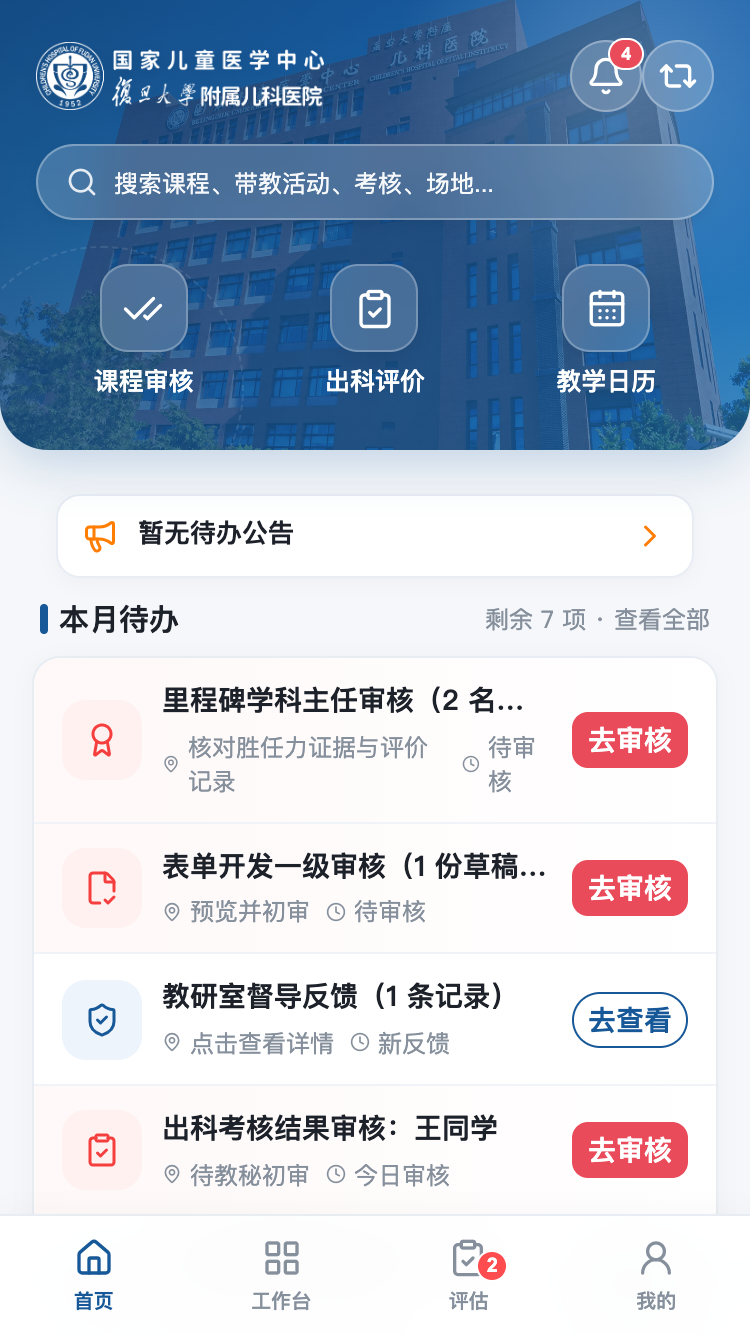 国家儿童医学中心
復旦大学附属儿科医院
CHILDREN'S HOSPITAL OF FUDAN UNIVERSITY
1952
4
搜索课程、带教活动、考核、场地...
课程审核
出科评价
教学日历
暂无待办公告
本月待办
剩余 7 项 · 查看全部
里程碑学科主任审核（2 名...
核对胜任力证据与评价
记录
待审
核
去审核
表单开发一级审核（1 份草稿...
预览并初审
待审核
去审核
教研室督导反馈（1 条记录）
点击查看详情
新反馈
去查看
出科考核结果审核：王同学
待教秘初审
今日审核
去审核
首页
工作台
2
评估
我的